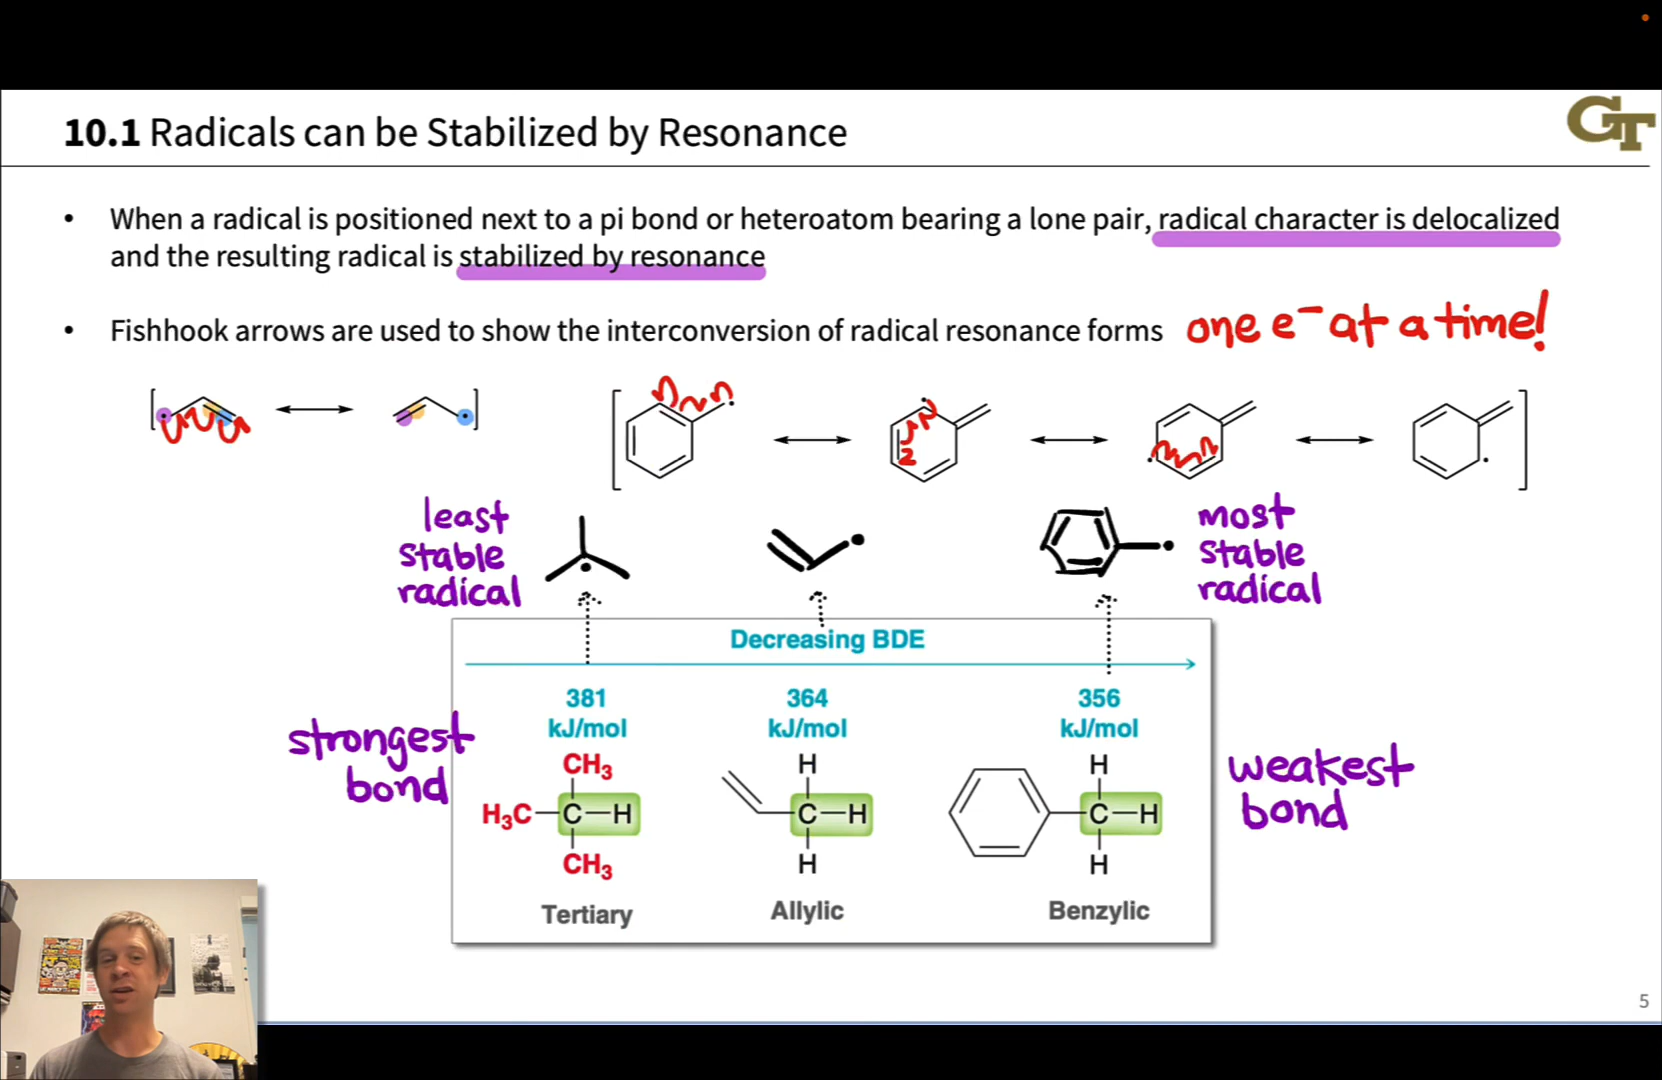 10.1 Radicals can be Stabilized by Resonance
GT
• When a radical is positioned next to a pi bond or heteroatom bearing a lone pair, radical character is delocalized
and the resulting radical is stabilized by resonance
• Fishhook arrows are used to show the interconversion of radical resonance forms one e⁻ at a time!
least
stable
radical
most
stable
radical
Decreasing BDE
381
kJ/mol
364
kJ/mol
356
kJ/mol
strongest
bond
CH₃
H₃C—C—H
CH₃
Tertiary
H
C—H
H
Allylic
H
C—H
H
Benzylic
weakest
bond
5